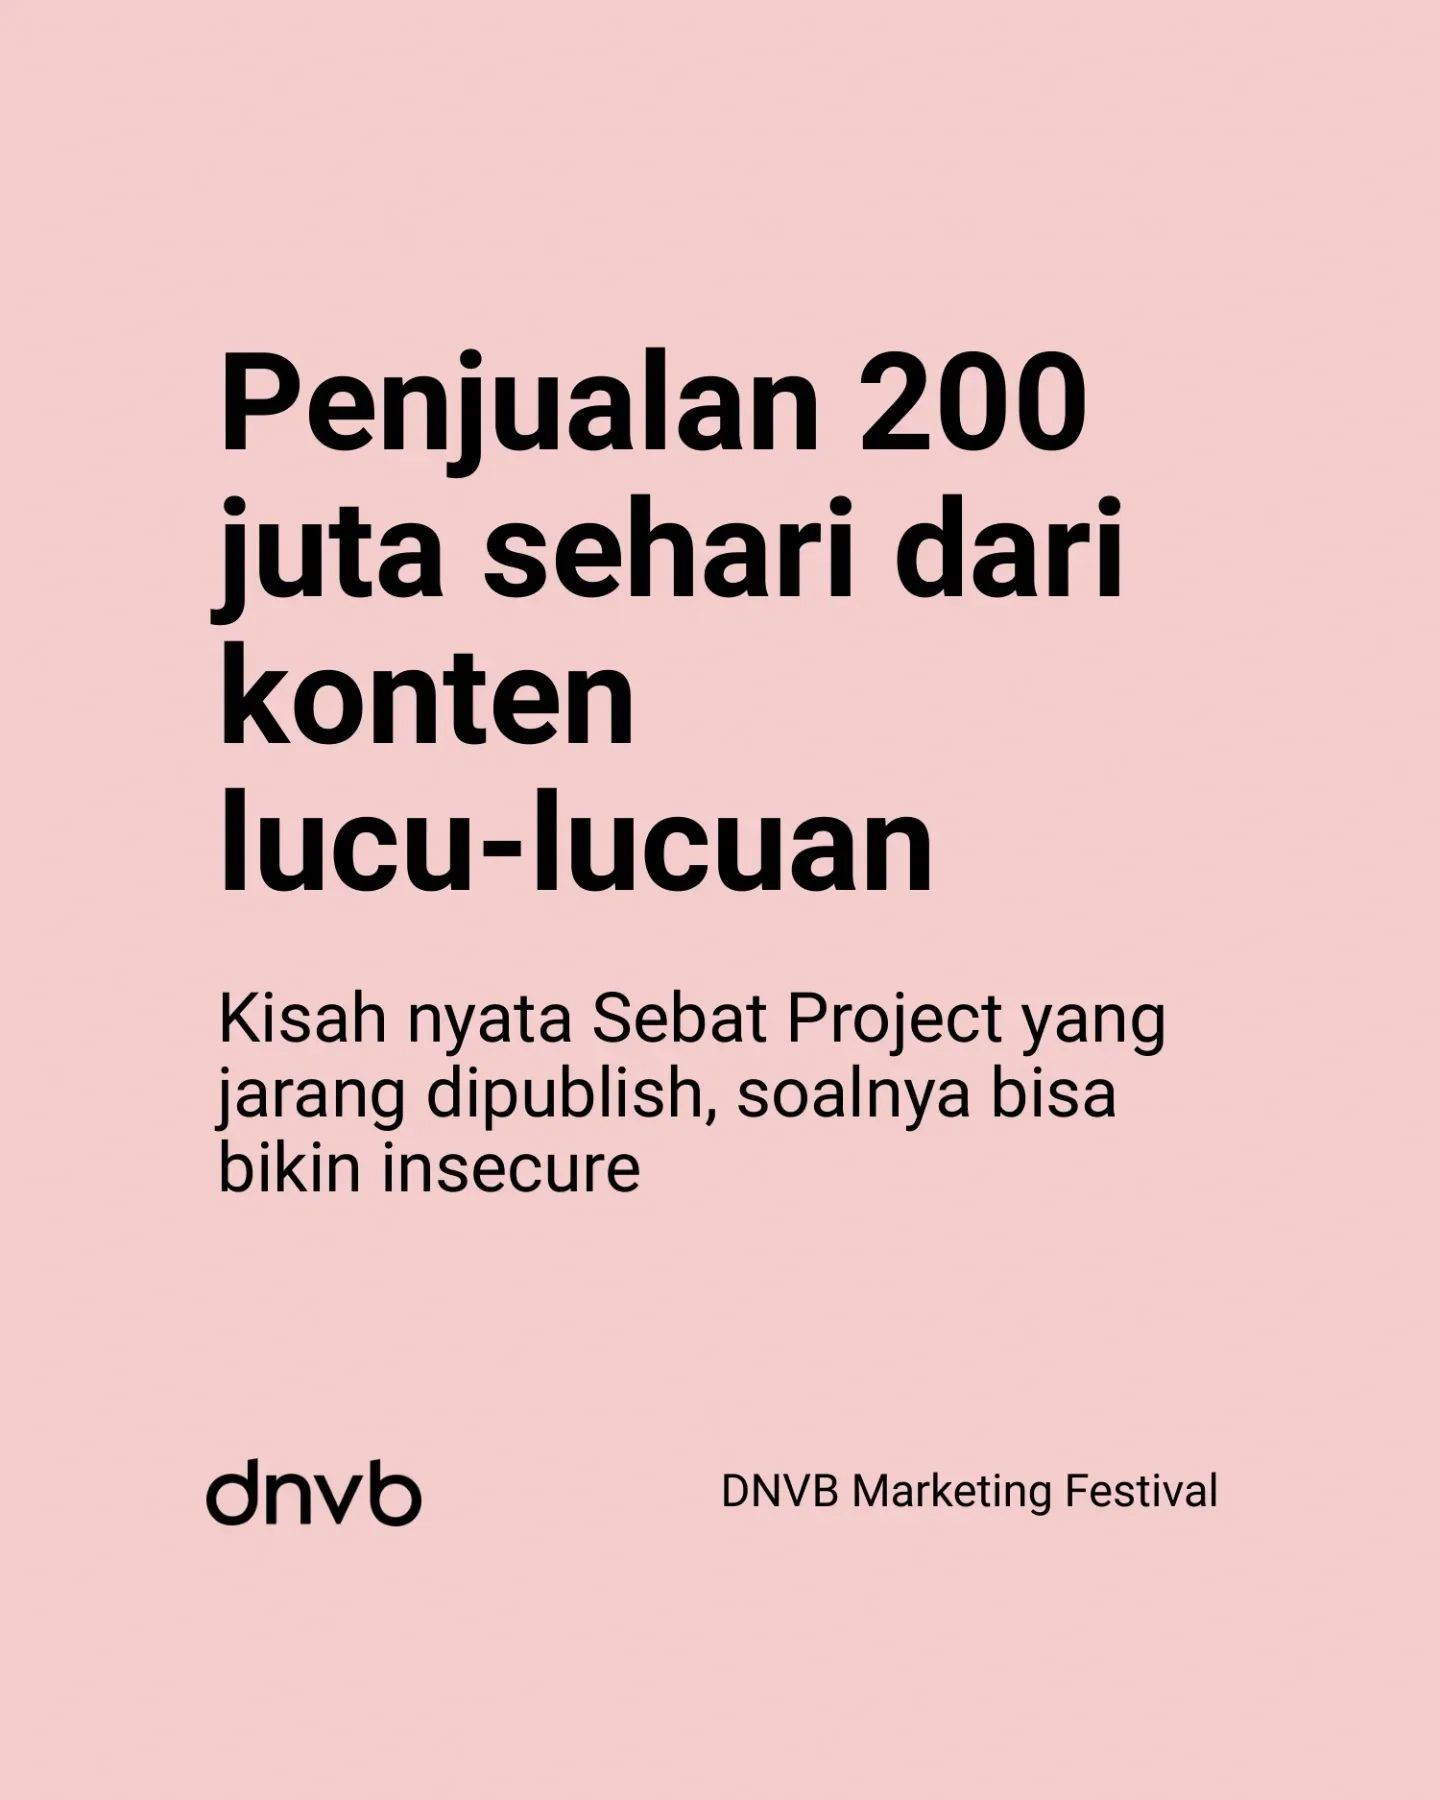 Penjualan 200
juta sehari dari
konten
lucu-lucuan
Kisah nyata Sebat Project yang
jarang dipublish, soalnya bisa
bikin insecure
dnvb
DNVB Marketing Festival